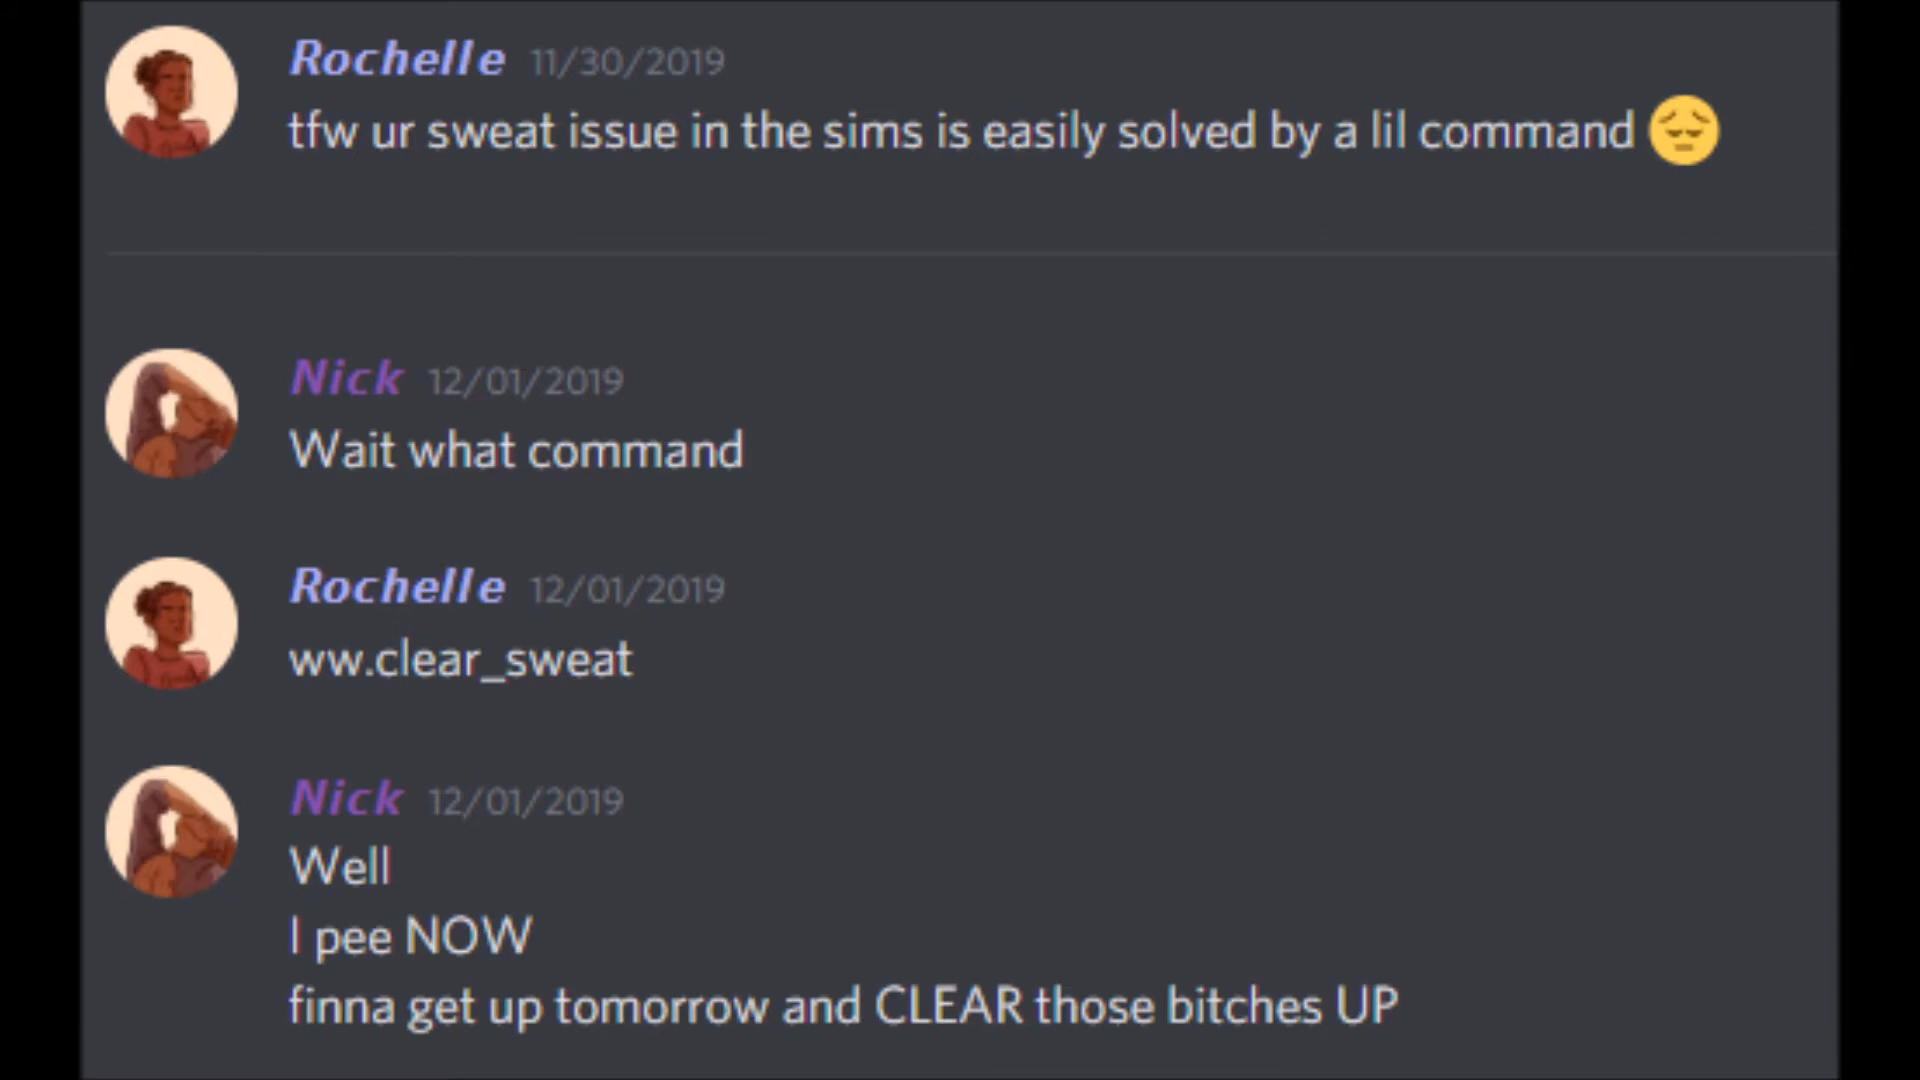 Rochelle 11/30/2019
tfw ur sweat issue in the sims is easily solved by a lil command 😔
Nick 12/01/2019
Wait what command
Rochelle 12/01/2019
ww.clear_sweat
Nick 12/01/2019
Well
I pee NOW
finna get up tomorrow and CLEAR those bitches UP